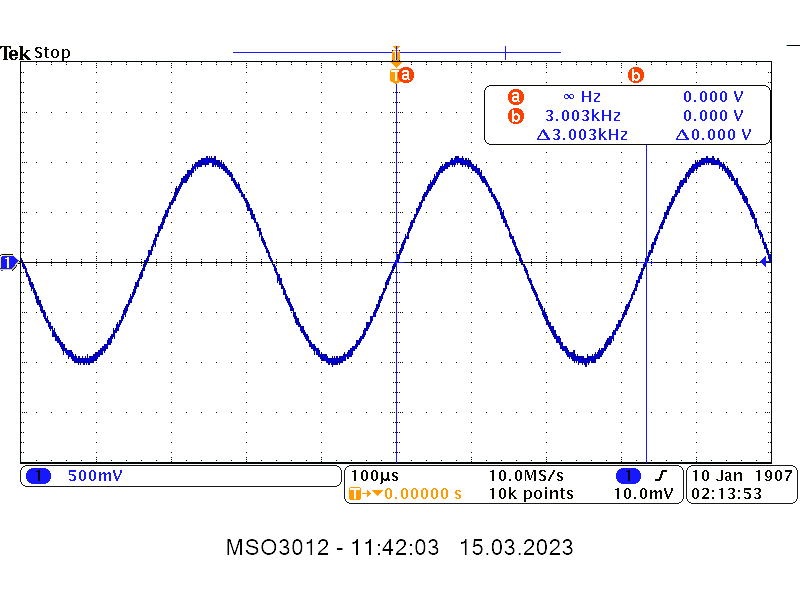 Tek Stop
T a b
a ∞ Hz 0.000 V
b 3.003kHz 0.000 V
Δ3.003kHz Δ0.000 V
1
1 500mV
100µs 10.0MS/s 1 10 Jan 1907
T→▼0.00000 s 10k points 10.0mV 02:13:53
MSO3012 - 11:42:03 15.03.2023